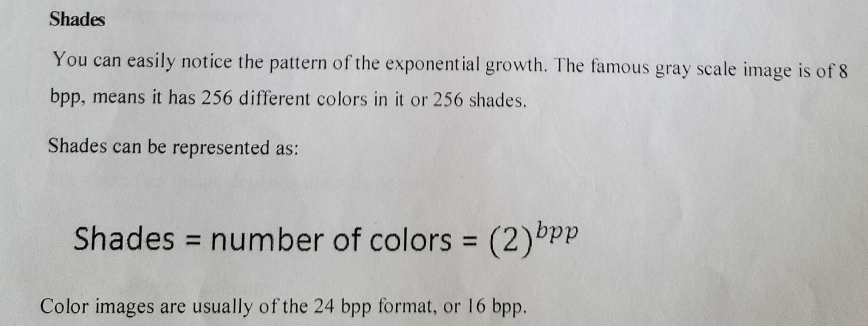 Shades
You can easily notice the pattern of the exponential growth. The famous gray scale image is of 8
bpp, means it has 256 different colors in it or 256 shades.
Shades can be represented as:
Shades = number of colors = (2)^bpp
Color images are usually of the 24 bpp format, or 16 bpp.